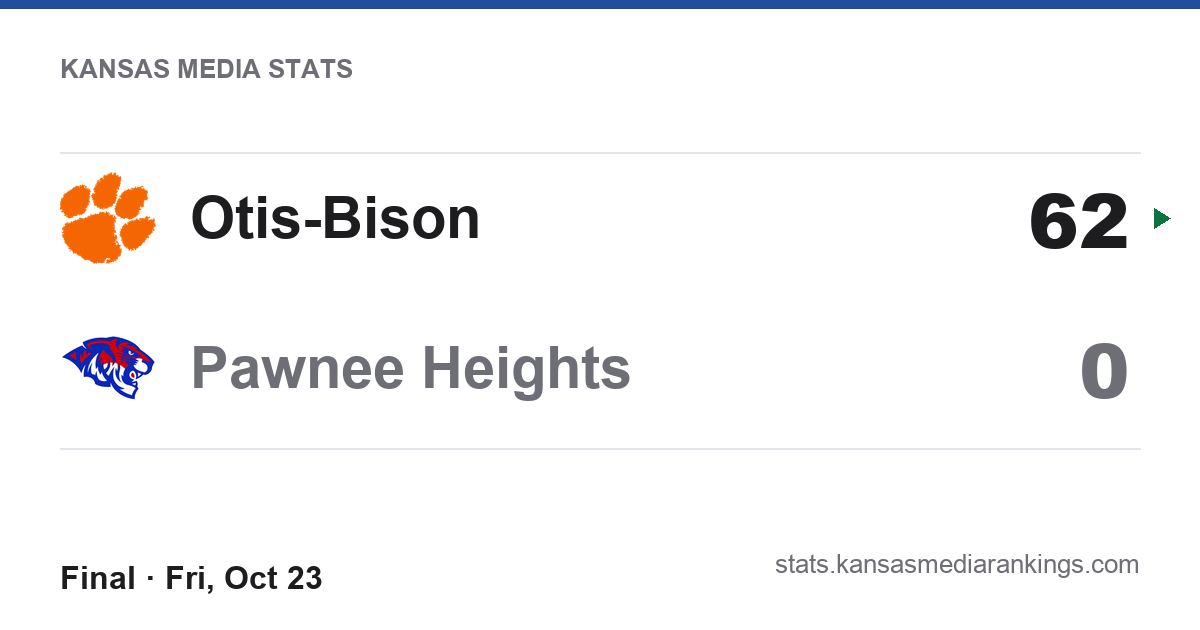 KANSAS MEDIA STATS
Otis-Bison 62
Pawnee Heights 0
Final · Fri, Oct 23
stats.kansasmediarankings.com